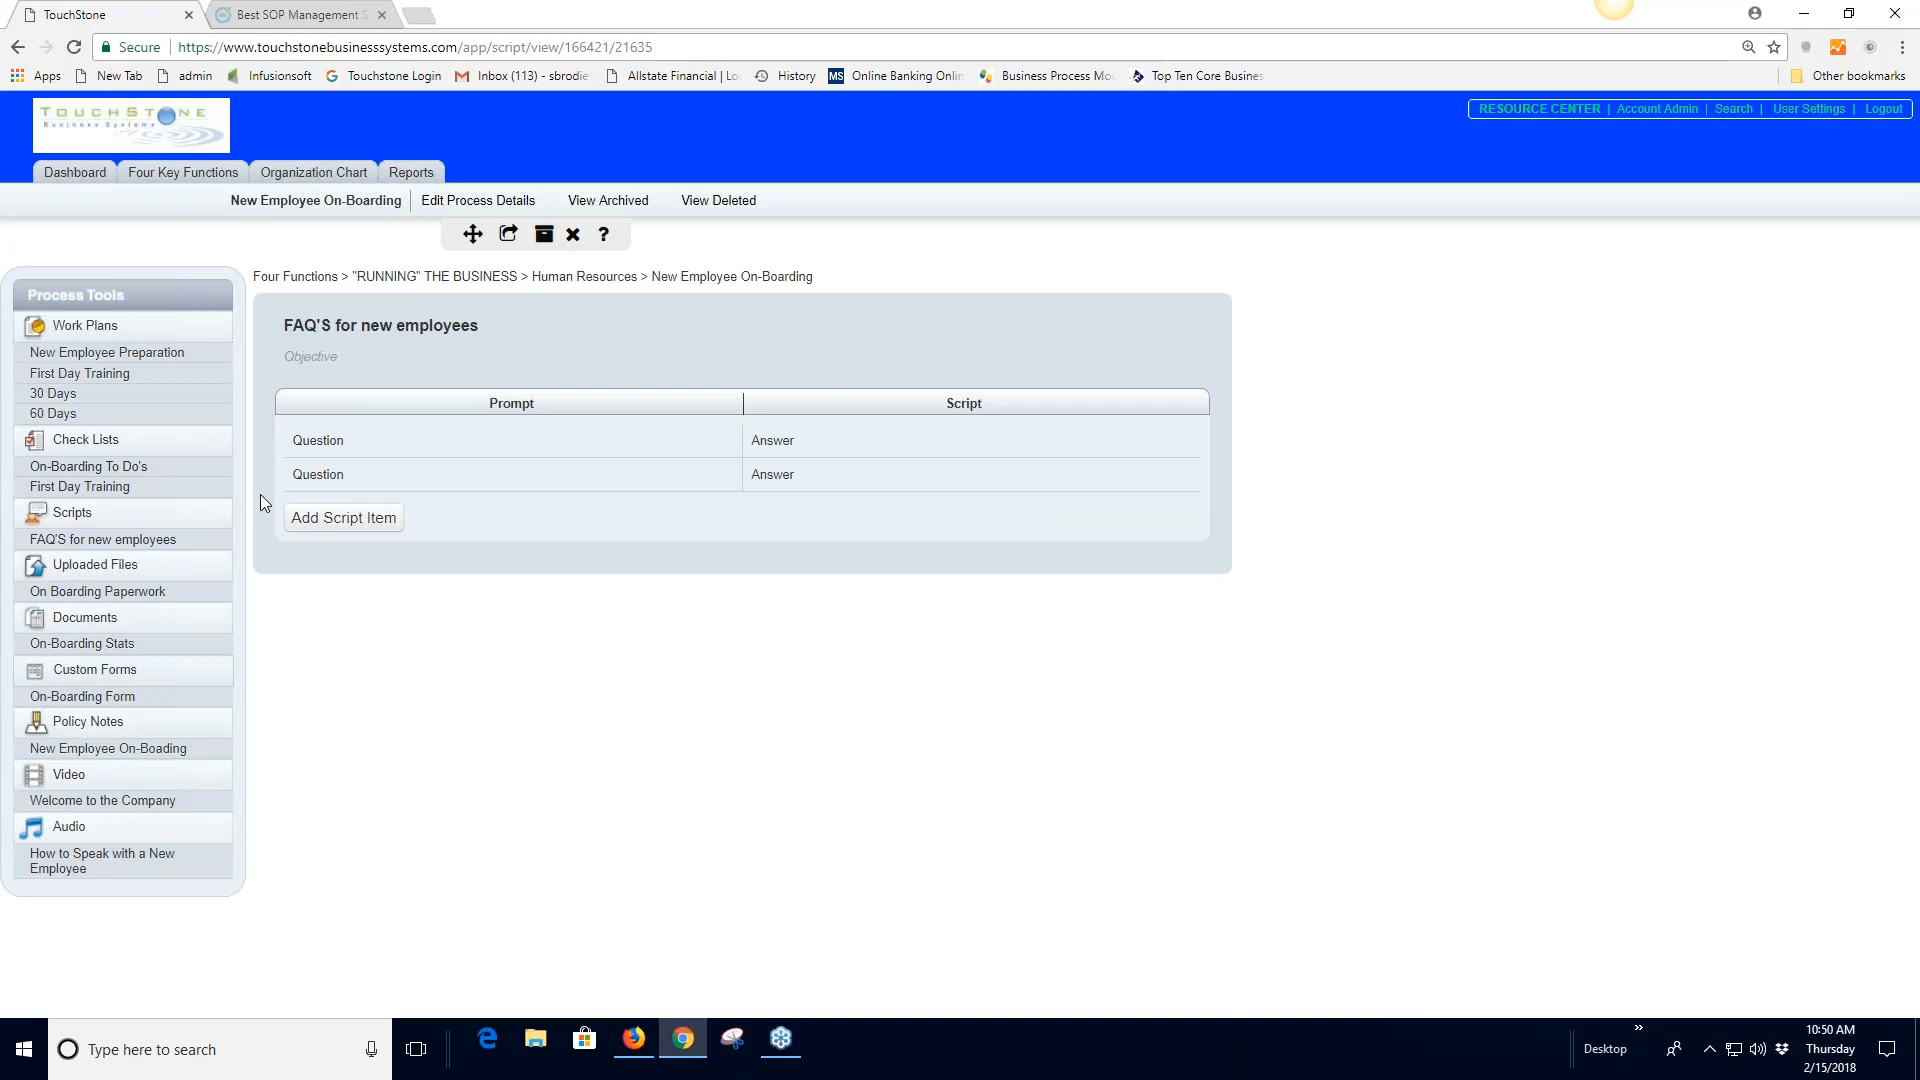 TouchStone
Best SOP Management S
Secure
https://www.touchstonebusinesssystems.com/app/script/view/166421/21635
Apps
New Tab
admin
Infusionsoft
Touchstone Login
Inbox (113) - sbrodie
Allstate Financial | Lo
History
MS
Online Banking Onlin
Business Process Mo
Top Ten Core Busines
Other bookmarks
TOUCHSTONE
Business Systems
RESOURCE CENTER | Account Admin | Search | User Settings | Logout
Dashboard
Four Key Functions
Organization Chart
Reports
New Employee On-Boarding
Edit Process Details
View Archived
View Deleted
?
Four Functions > "RUNNING" THE BUSINESS > Human Resources > New Employee On-Boarding
Process Tools
Work Plans
New Employee Preparation
First Day Training
30 Days
60 Days
Check Lists
On-Boarding To Do's
First Day Training
Scripts
FAQ'S for new employees
Uploaded Files
On Boarding Paperwork
Documents
On-Boarding Stats
Custom Forms
On-Boarding Form
Policy Notes
New Employee On-Boading
Video
Welcome to the Company
Audio
How to Speak with a New
Employee
FAQ'S for new employees
Objective
Prompt
Script
Question
Answer
Question
Answer
Add Script Item
Type here to search
Desktop
10:50 AM
Thursday
2/15/2018